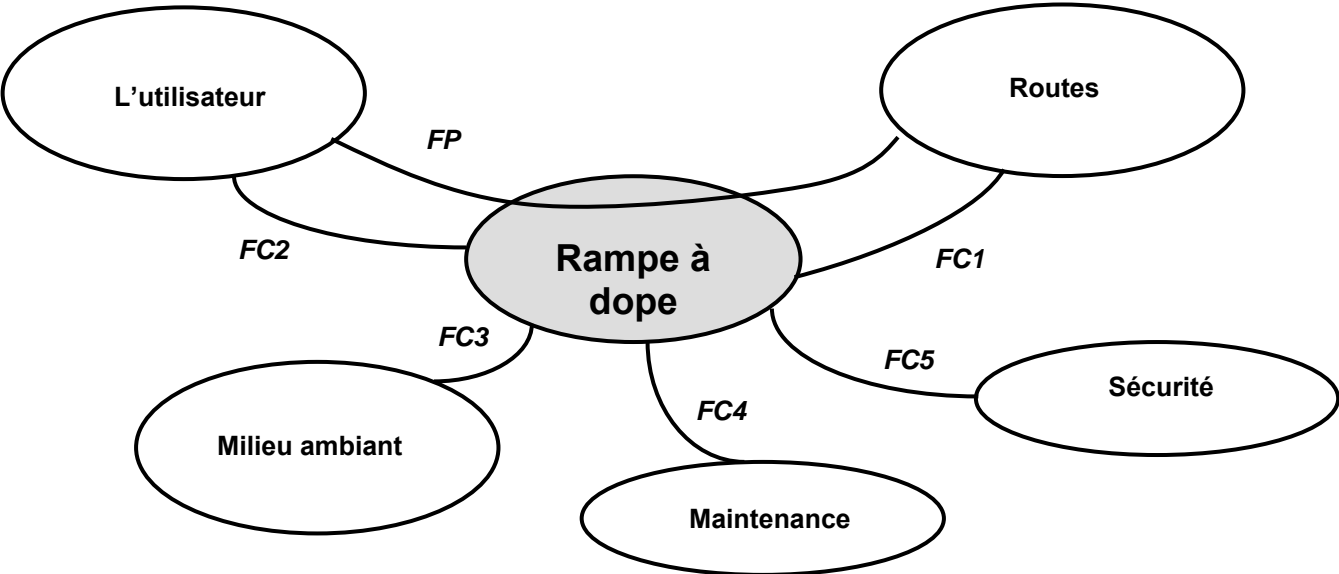 L’utilisateur
Routes
FP
FC2
Rampe à
dope
FC1
FC3
FC5
Sécurité
FC4
Milieu ambiant
Maintenance